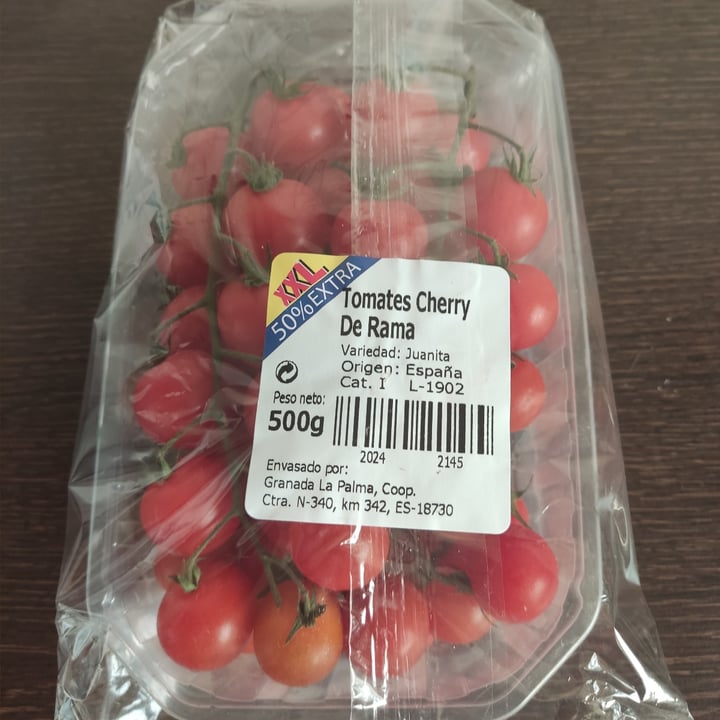 XXL
50% EXTRA
Tomates Cherry
De Rama
Variedad: Juanita
Origen: España
Cat. I L-1902
Peso neto:
500g
2024 2145
Envasado por:
Granada La Palma, Coop.
Ctra. N-340, km 342, ES-18730